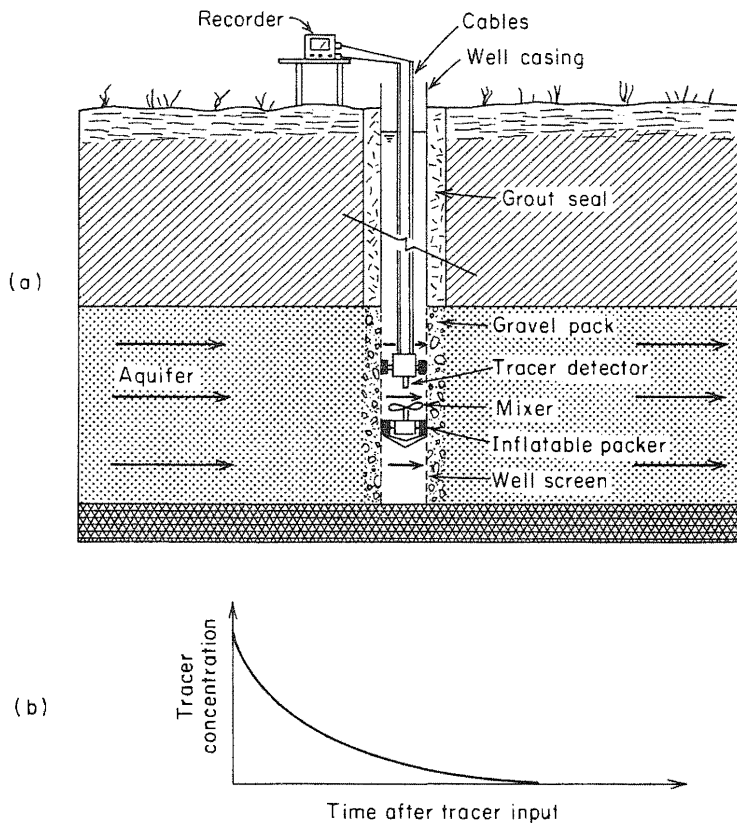 Recorder
Cables
Well casing
Grout seal
(a)
Gravel pack
Aquifer
Tracer detector
Mixer
Inflatable packer
Well screen
(b)
Tracer
concentration
Time after tracer input